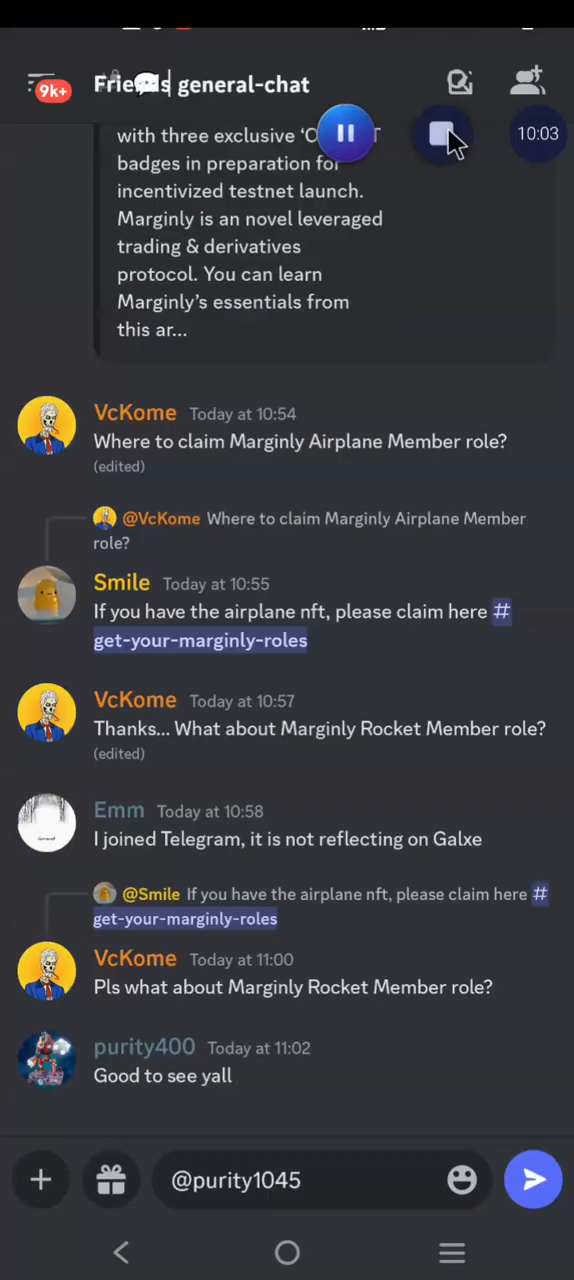 Friends general-chat
9k+
10:03
with three exclusive
badges in preparation for
incentivized testnet launch.
Marginly is an novel leveraged
trading & derivatives
protocol. You can learn
Marginly's essentials from
this ar...
VcKome Today at 10:54
Where to claim Marginly Airplane Member role?
(edited)
@VcKome Where to claim Marginly Airplane Member
role?
Smile Today at 10:55
If you have the airplane nft, please claim here #
get-your-marginly-roles
VcKome Today at 10:57
Thanks... What about Marginly Rocket Member role?
(edited)
Emm Today at 10:58
I joined Telegram, it is not reflecting on Galxe
@Smile If you have the airplane nft, please claim here #
get-your-marginly-roles
VcKome Today at 11:00
Pls what about Marginly Rocket Member role?
purity400 Today at 11:02
Good to see yall
@purity1045